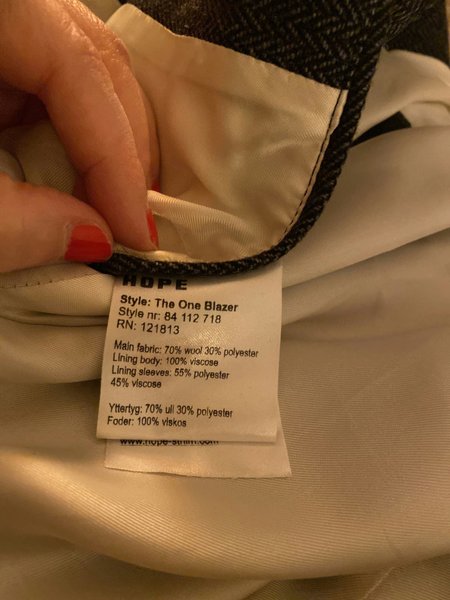 HOPE
Style: The One Blazer
Style nr: 84 112 718
RN: 121813
Main fabric: 70% wool 30% polyester
Lining body: 100% viscose
Lining sleeves: 55% polyester
45% viscose
Yttertyg: 70% ull 30% polyester
Foder: 100% viskos
www.hope-sthlm.com